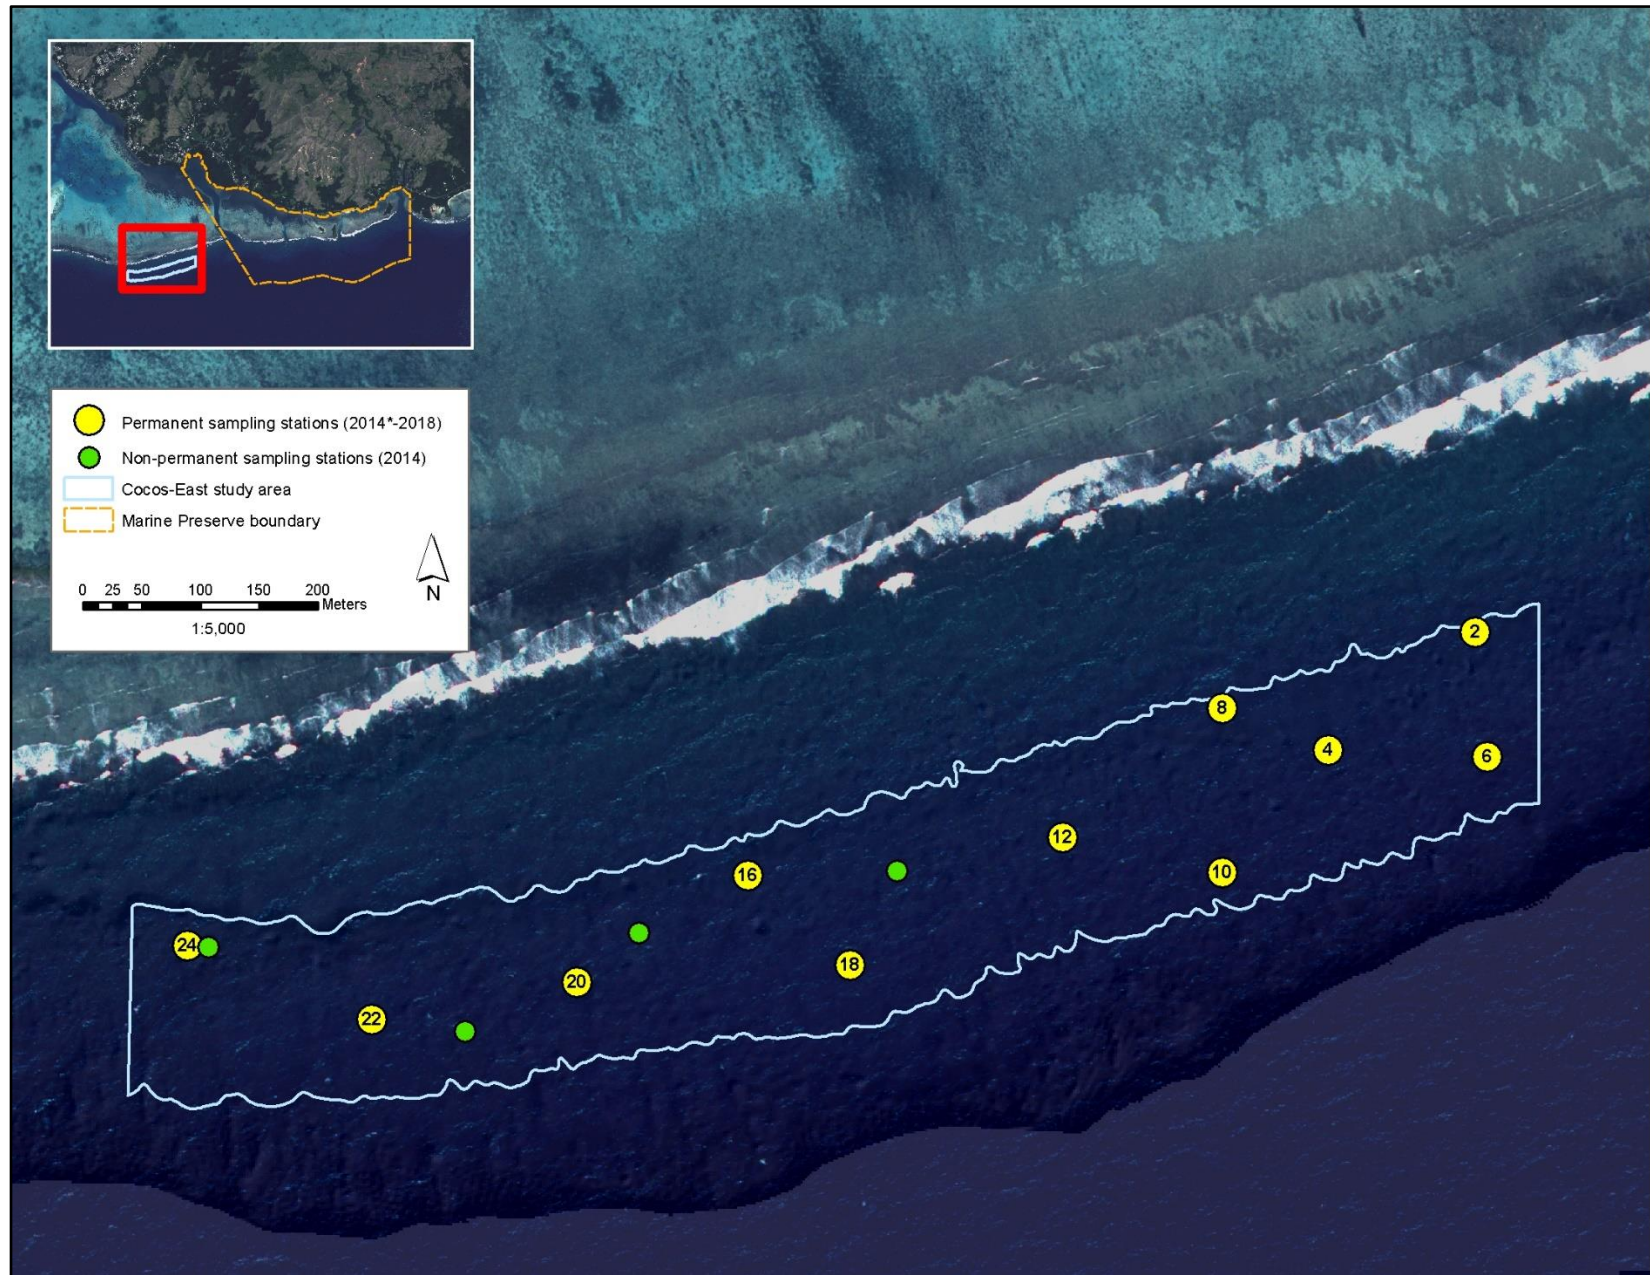 Permanent sampling stations (2014*-2018)
Non-permanent sampling stations (2014)
Cocos-East study area
Marine Preserve boundary
N
0 25 50 100 150 200
Meters
1:5,000
2
8
4
6
12
10
16
18
24
20
22